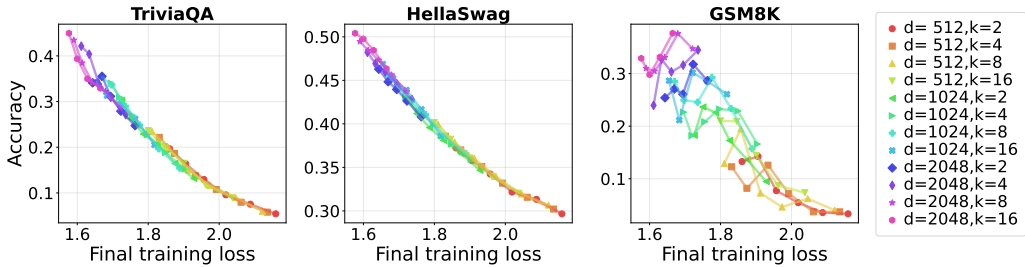 TriviaQA
HellaSwag
GSM8K
Accuracy
0.4
0.3
0.2
0.1
0.50
0.45
0.40
0.35
0.30
0.3
0.2
0.1
1.6 1.8 2.0
1.6 1.8 2.0
1.6 1.8 2.0
Final training loss
Final training loss
Final training loss
d= 512,k=2
d= 512,k=4
d= 512,k=8
d= 512,k=16
d=1024,k=2
d=1024,k=4
d=1024,k=8
d=1024,k=16
d=2048,k=2
d=2048,k=4
d=2048,k=8
d=2048,k=16